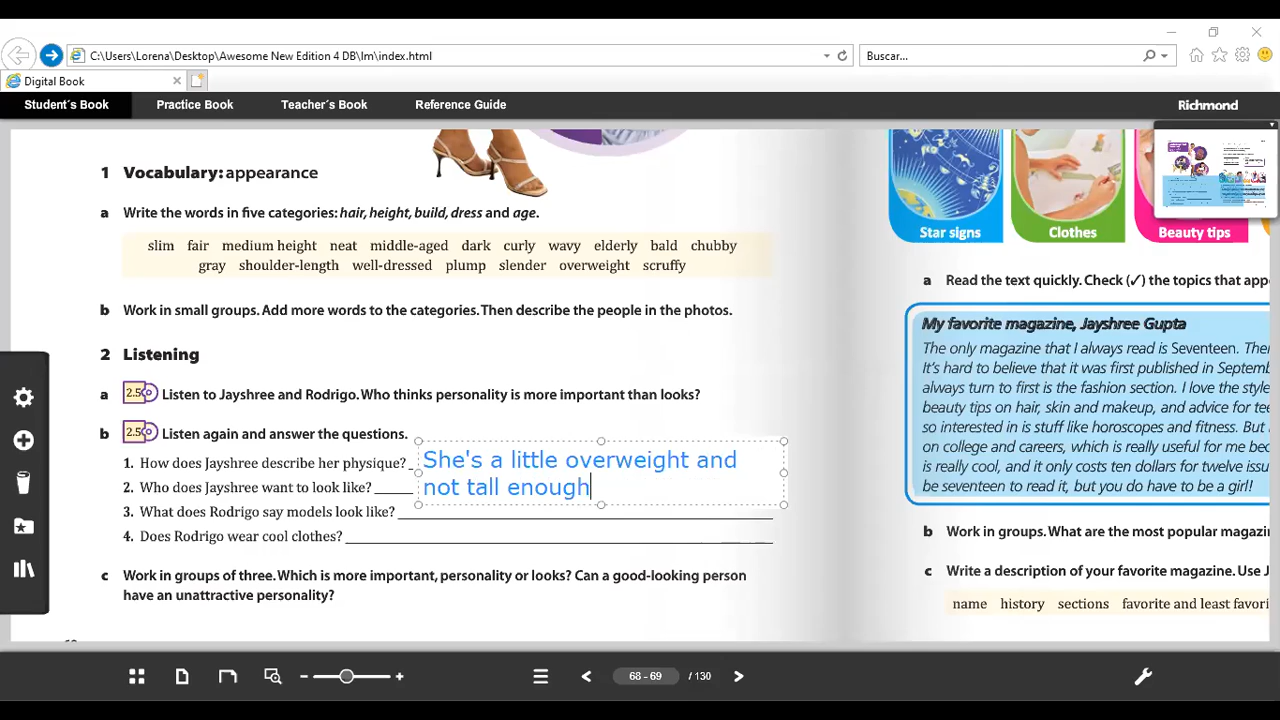 C:\Users\Lorena\Desktop\Awesome New Edition 4 DB\lm\index.html
Buscar...
Digital Book
Student´s Book Practice Book Teacher´s Book Reference Guide
Richmond
1 Vocabulary: appearance
a Write the words in five categories: hair, height, build, dress and age.
slim fair medium height neat middle-aged dark curly wavy elderly bald chubby
gray shoulder-length well-dressed plump slender overweight scruffy
b Work in small groups. Add more words to the categories. Then describe the people in the photos.
2 Listening
a 2.5 Listen to Jayshree and Rodrigo. Who thinks personality is more important than looks?
b 2.5 Listen again and answer the questions.
1. How does Jayshree describe her physique?
She's a little overweight and
not tall enough
2. Who does Jayshree want to look like?
3. What does Rodrigo say models look like?
4. Does Rodrigo wear cool clothes?
c Work in groups of three. Which is more important, personality or looks? Can a good-looking person
have an unattractive personality?
Star signs Clothes Beauty tips
a Read the text quickly. Check (✓) the topics that appe
My favorite magazine, Jayshree Gupta
The only magazine that I always read is Seventeen. Ther
It's hard to believe that it was first published in Septemb
always turn to first is the fashion section. I love the style
beauty tips on hair, skin and makeup, and advice for tee
so interested in is stuff like horoscopes and fitness. But
on college and careers, which is really useful for me bec
is really cool, and it only costs ten dollars for twelve issu
be seventeen to read it, but you do have to be a girl!
b Work in groups. What are the most popular magazi
c Write a description of your favorite magazine. Use J
name history sections favorite and least favori
68 - 69 / 130